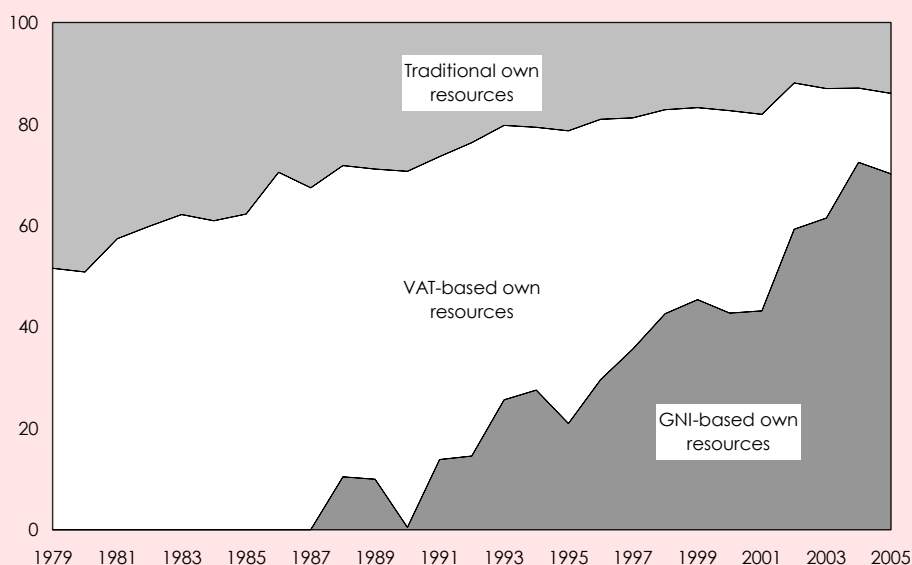 100
Traditional own
resources
80
60
VAT-based own
resources
40
20
GNI-based own
resources
0
1979 1981 1983 1985 1987 1989 1991 1993 1995 1997 1999 2001 2003 2005